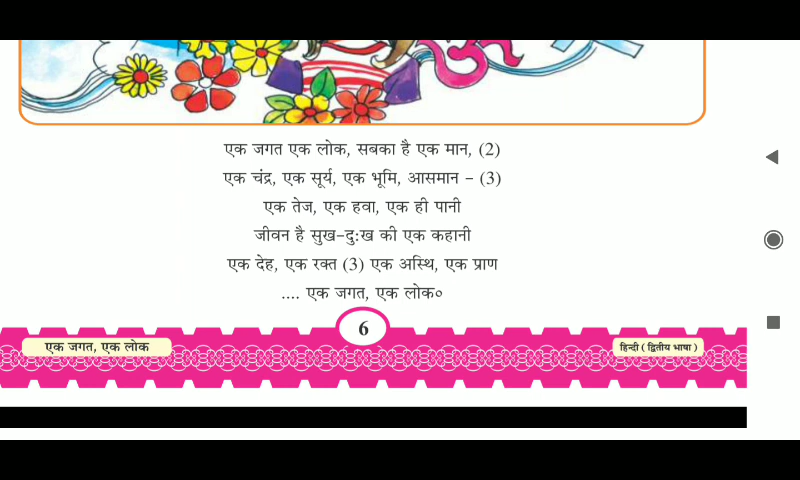 एक जगत एक लोक, सबका है एक मान, (2)
एक चंद्र, एक सूर्य, एक भूमि, आसमान - (3)
एक तेज, एक हवा, एक ही पानी
जीवन है सुख-दुःख की एक कहानी
एक देह, एक रक्त (3) एक अस्थि, एक प्राण
.... एक जगत, एक लोक०
6
एक जगत, एक लोक
हिन्दी ( द्वितीय भाषा )